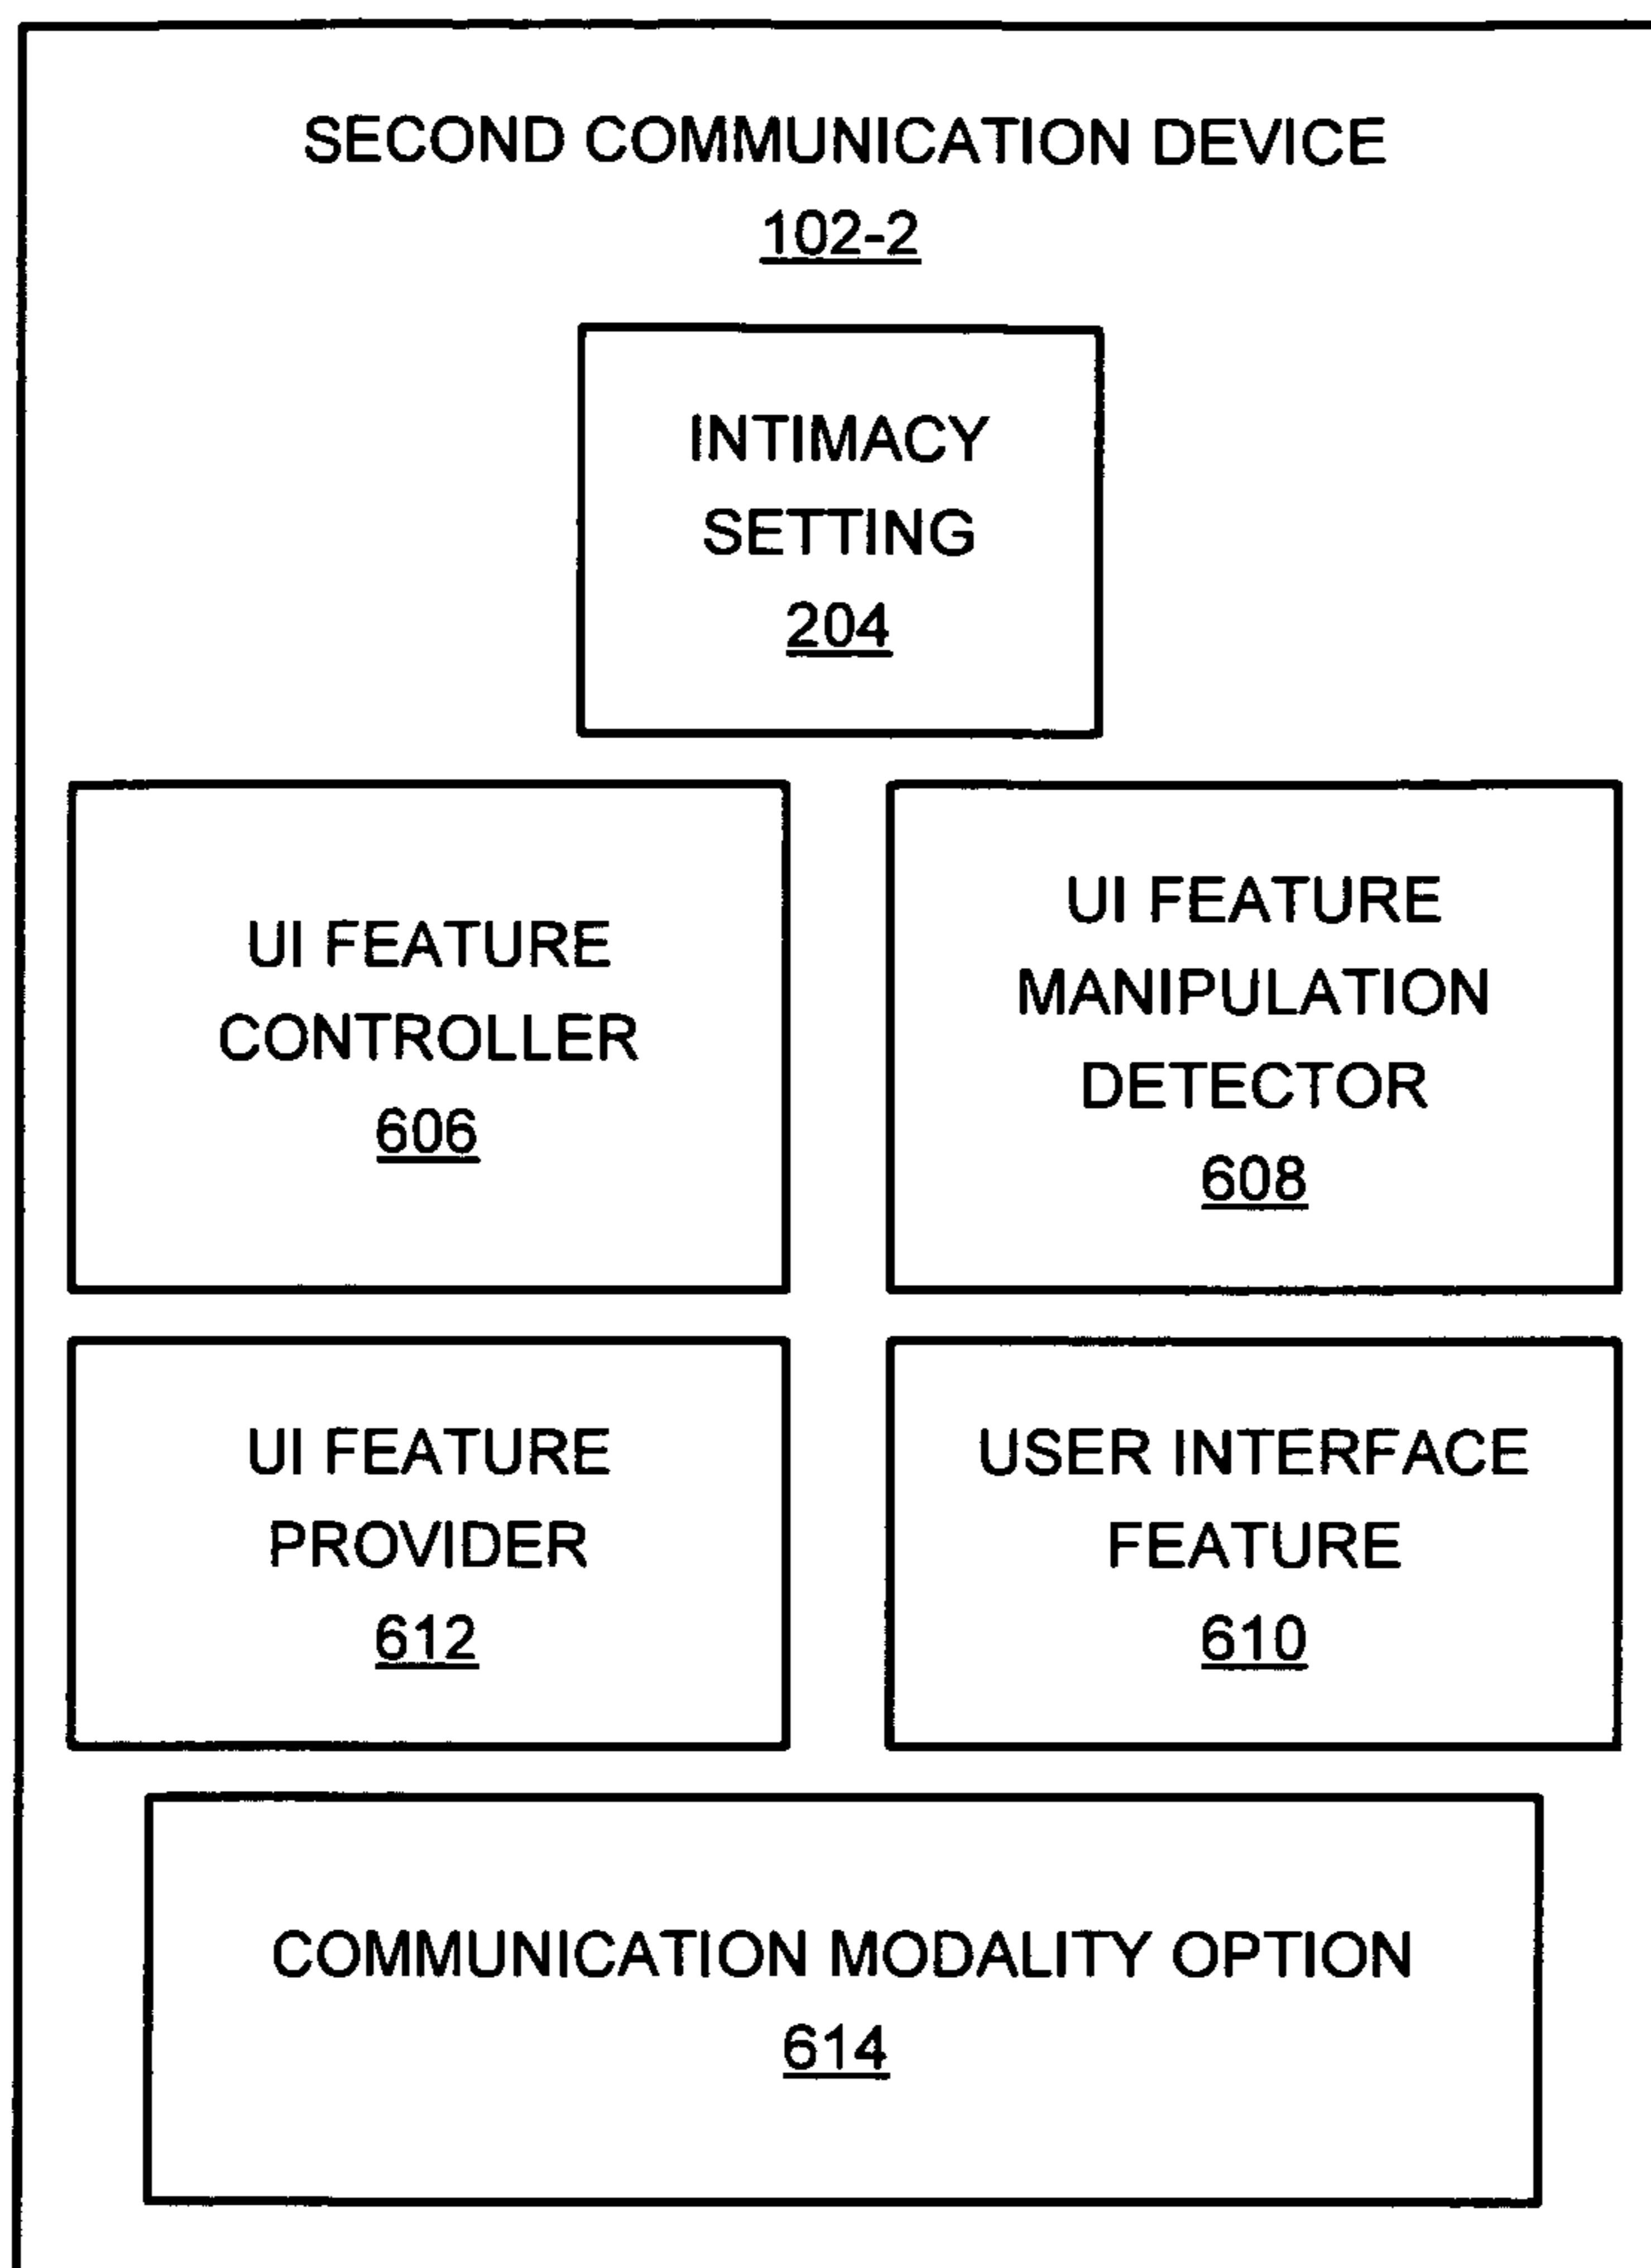 SECOND COMMUNICATION DEVICE
102-2
INTIMACY
SETTING
204
UI FEATURE
CONTROLLER
606
UI FEATURE
MANIPULATION
DETECTOR
608
UI FEATURE
PROVIDER
612
USER INTERFACE
FEATURE
610
COMMUNICATION MODALITY OPTION
614